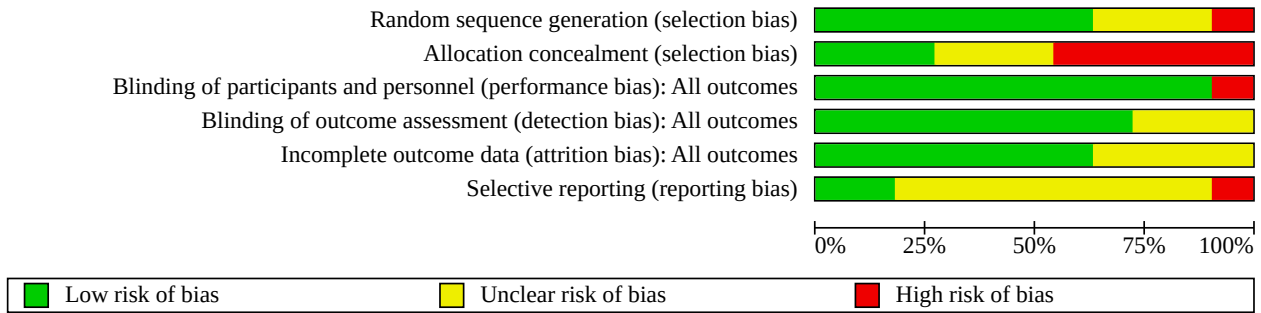 Random sequence generation (selection bias)
Allocation concealment (selection bias)
Blinding of participants and personnel (performance bias): All outcomes
Blinding of outcome assessment (detection bias): All outcomes
Incomplete outcome data (attrition bias): All outcomes
Selective reporting (reporting bias)
0% 25% 50% 75% 100%
Low risk of bias Unclear risk of bias High risk of bias